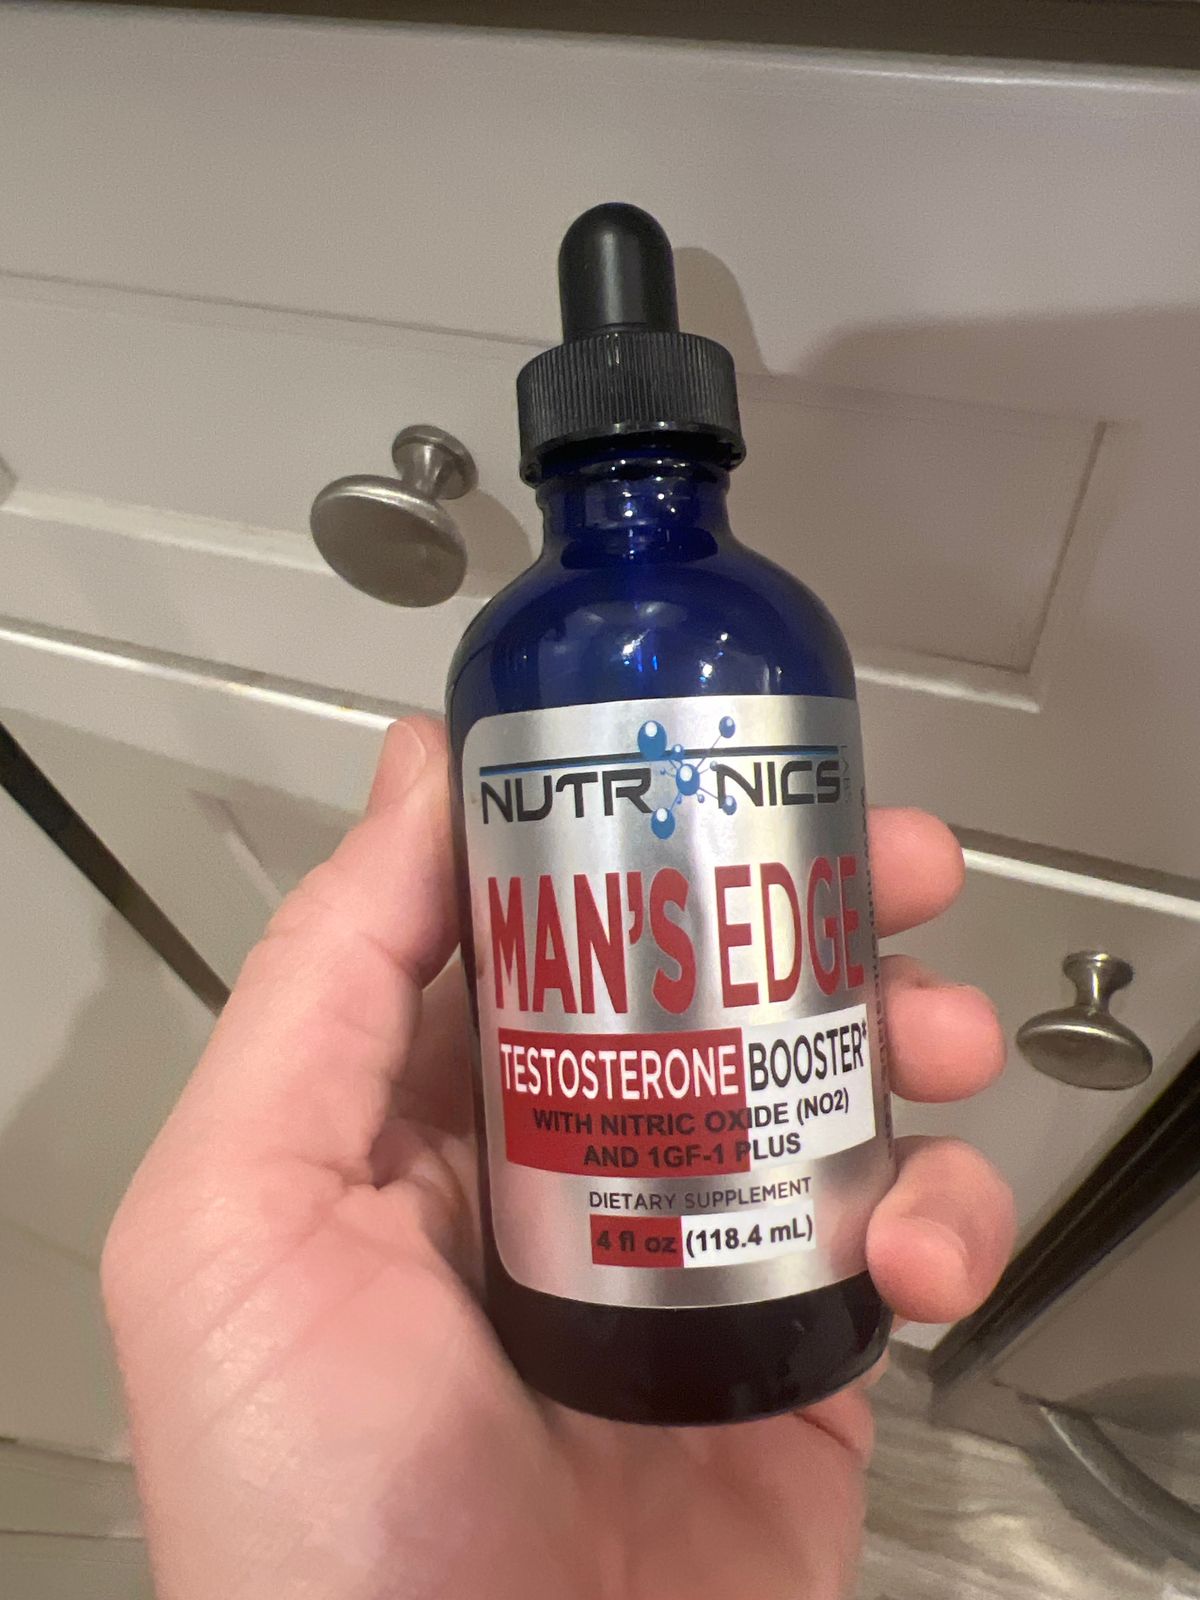 NUTRONICS
MAN'S EDGE
TESTOSTERONE BOOSTER*
WITH NITRIC OXIDE (NO2)
AND 1GF-1 PLUS
DIETARY SUPPLEMENT
4 fl oz (118.4 mL)